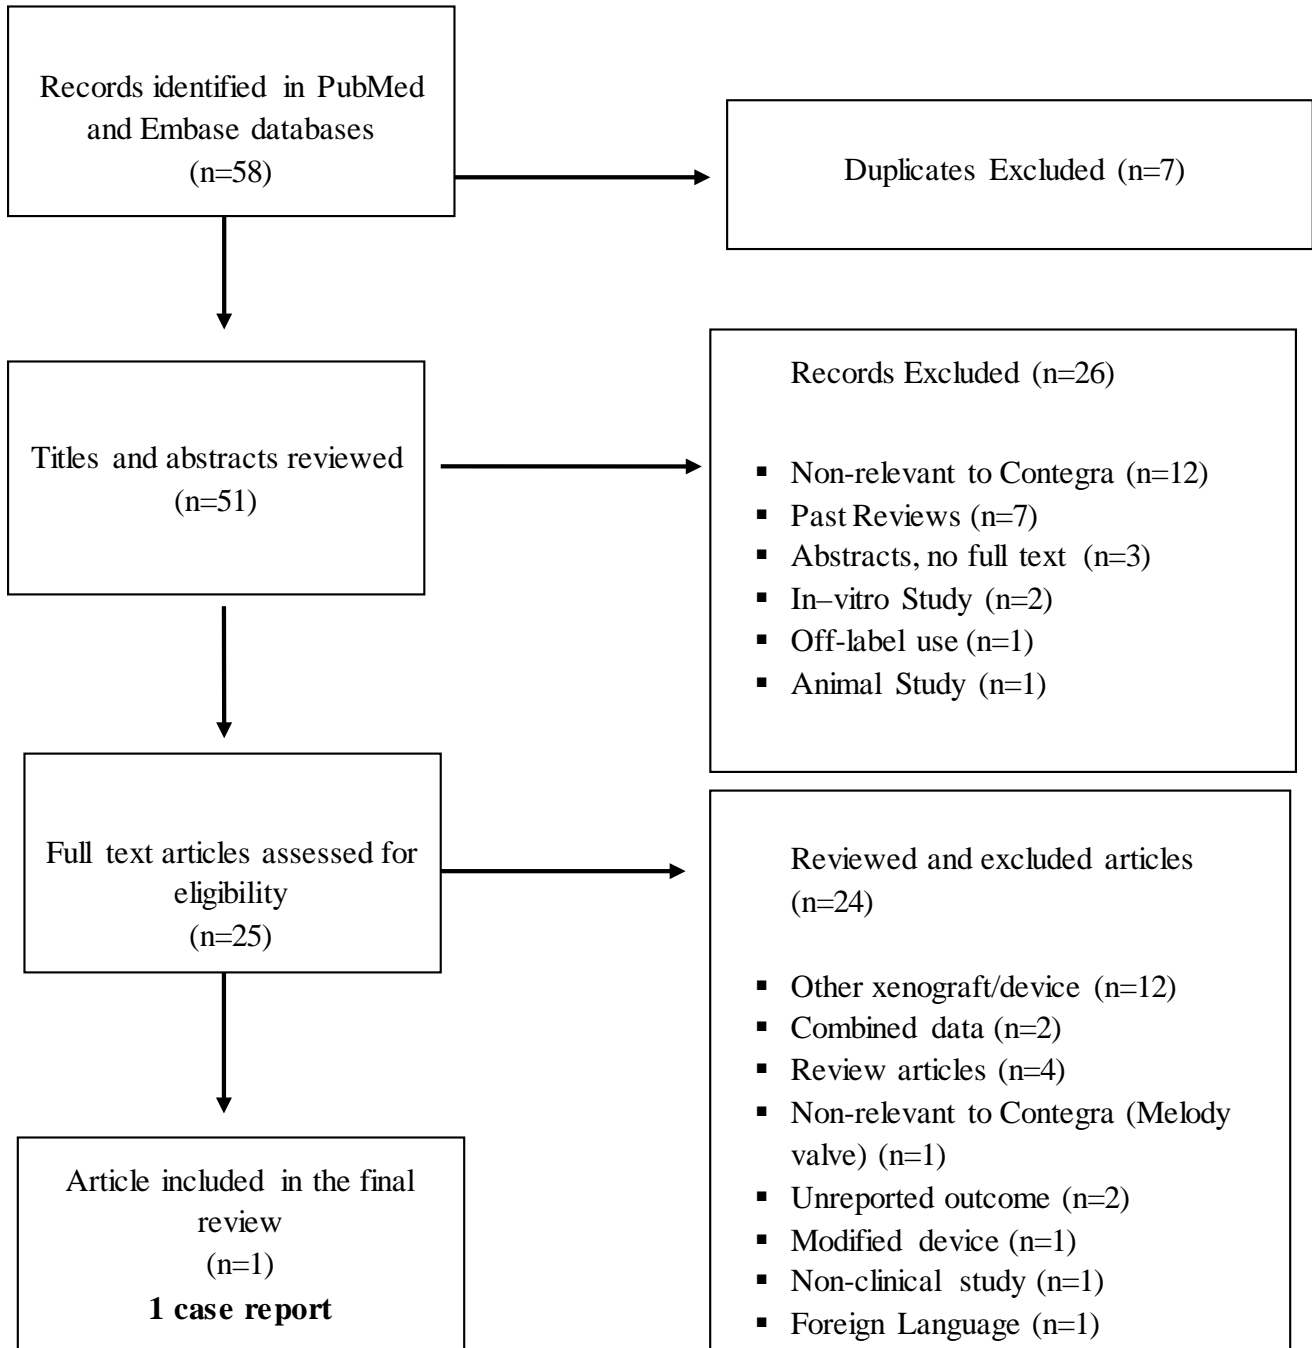 Records identified in PubMed
and Embase databases
(n=58)
Duplicates Excluded (n=7)
Titles and abstracts reviewed
(n=51)
Records Excluded (n=26)
▪ Non-relevant to Contegra (n=12)
▪ Past Reviews (n=7)
▪ Abstracts, no full text (n=3)
▪ In–vitro Study (n=2)
▪ Off-label use (n=1)
▪ Animal Study (n=1)
Full text articles assessed for
eligibility
(n=25)
Reviewed and excluded articles
(n=24)
▪ Other xenograft/device (n=12)
▪ Combined data (n=2)
▪ Review articles (n=4)
▪ Non-relevant to Contegra (Melody
valve) (n=1)
▪ Unreported outcome (n=2)
▪ Modified device (n=1)
▪ Non-clinical study (n=1)
▪ Foreign Language (n=1)
Article included in the final
review
(n=1)
1 case report